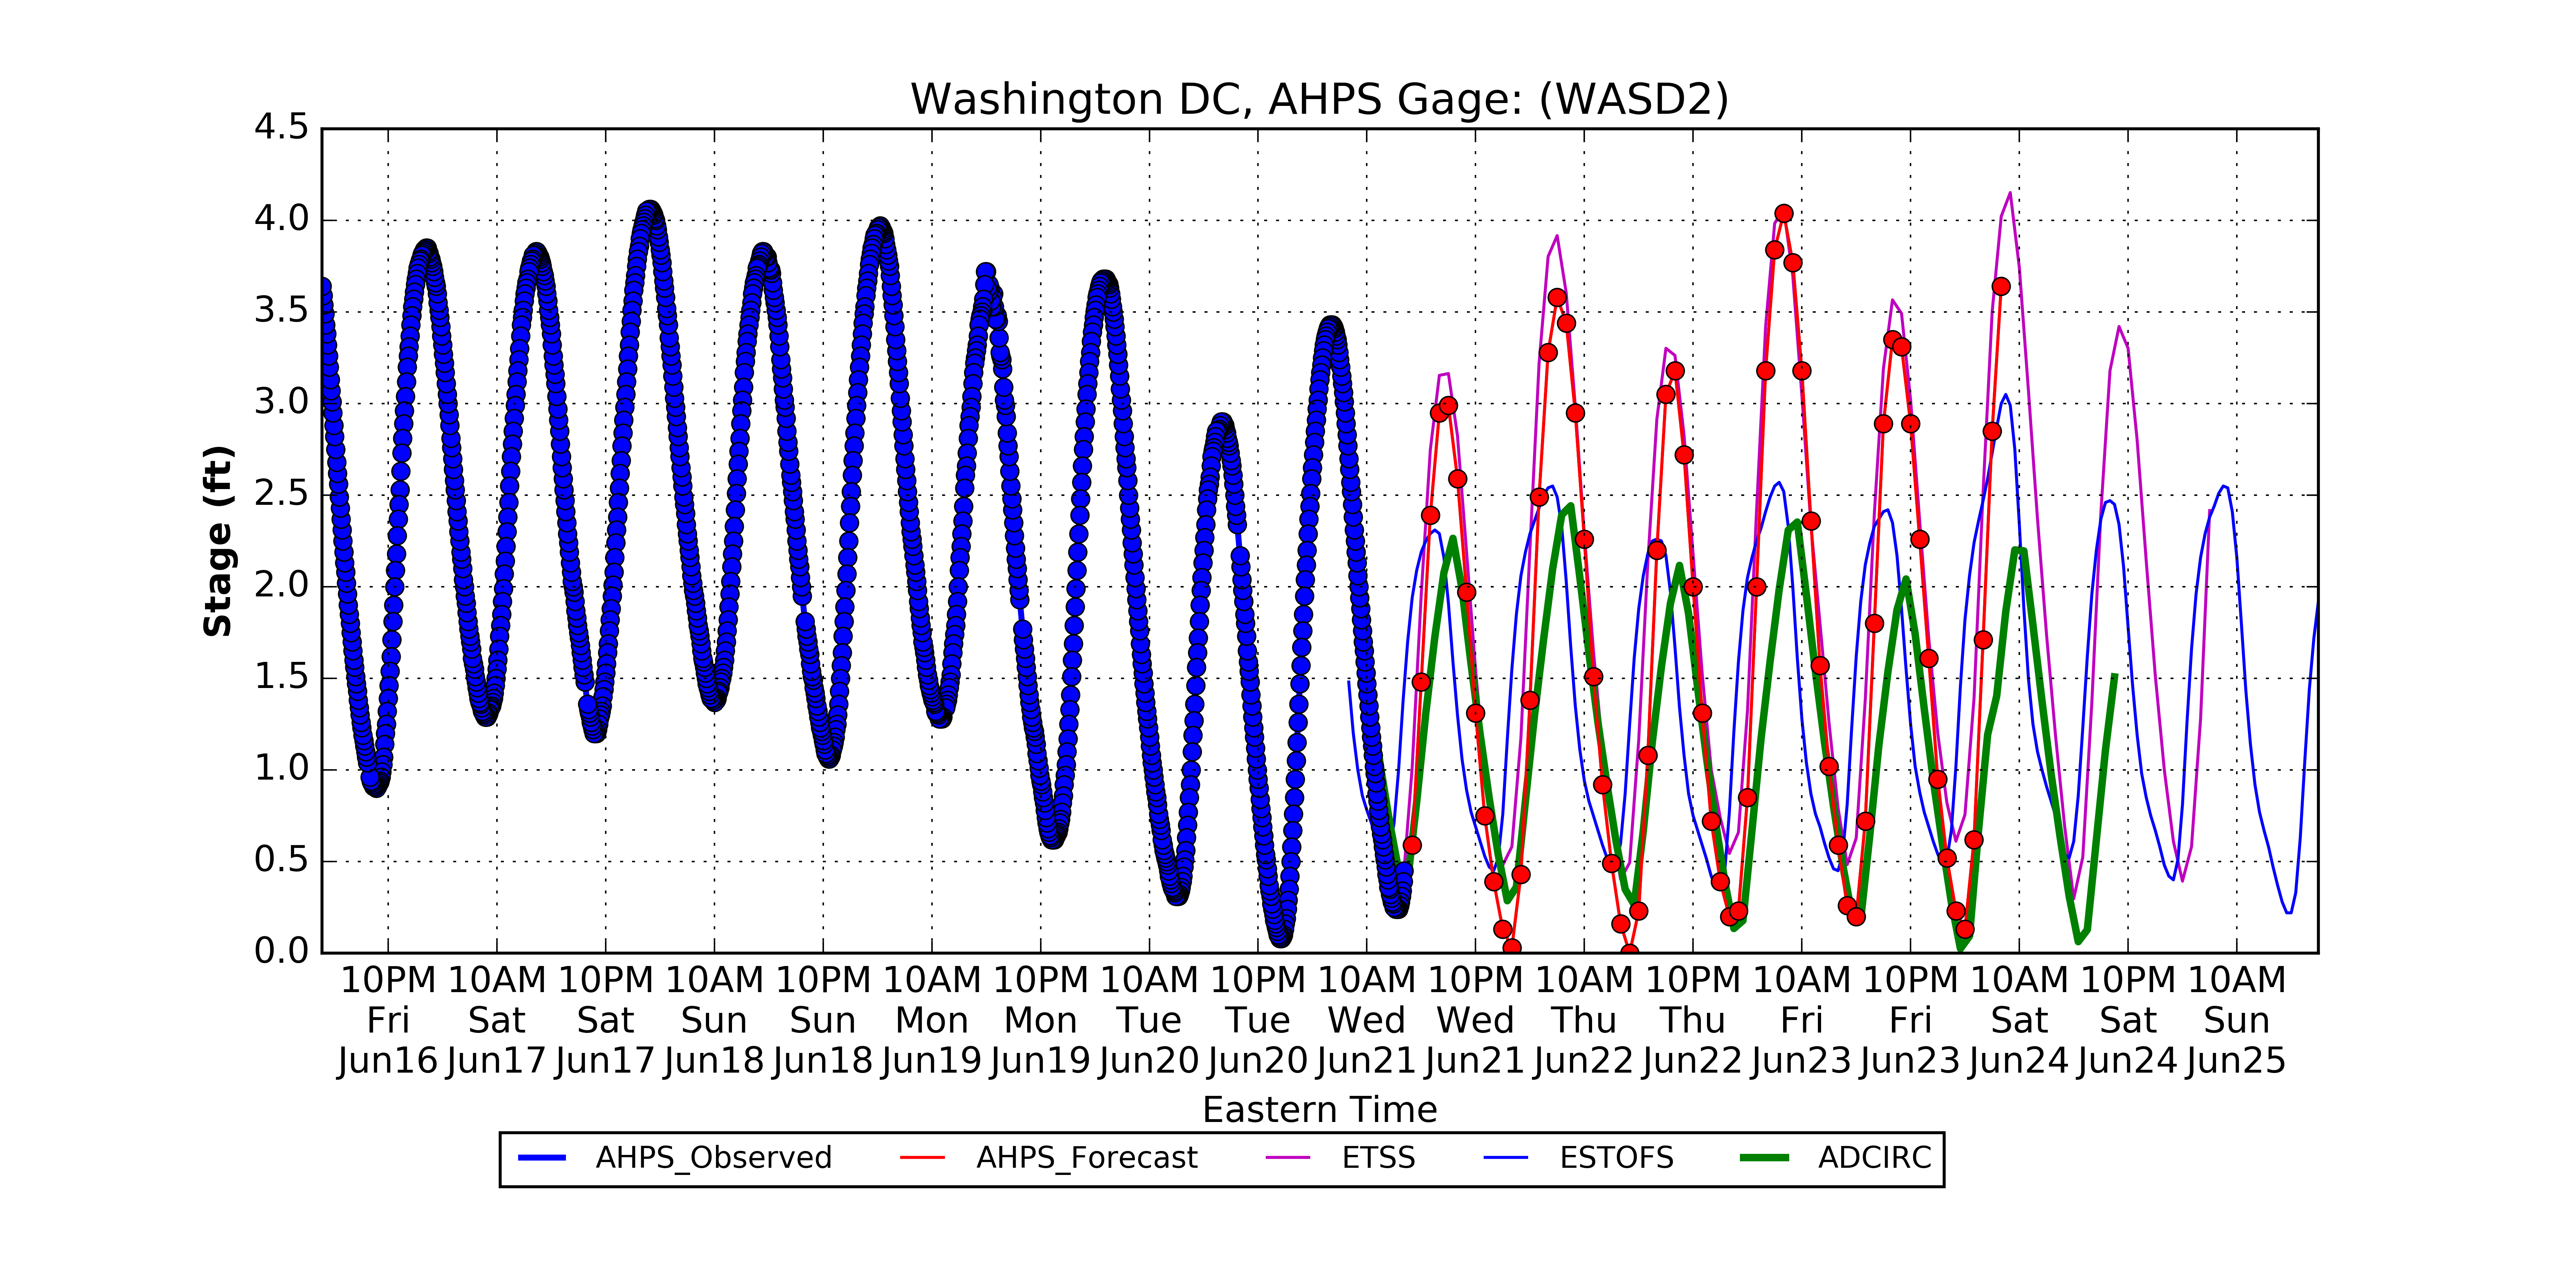 Washington DC, AHPS Gage: (WASD2)
4.5
4.0
3.5
3.0
2.5
2.0
1.5
1.0
0.5
0.0
Stage (ft)
10PM 10AM 10PM 10AM 10PM 10AM 10PM 10AM 10PM 10AM 10PM 10AM 10PM 10AM 10PM 10AM 10PM 10AM
Fri Sat Sat Sun Sun Mon Mon Tue Tue Wed Wed Thu Thu Fri Fri Sat Sat Sun
Jun16 Jun17 Jun17 Jun18 Jun18 Jun19 Jun19 Jun20 Jun20 Jun21 Jun21 Jun22 Jun22 Jun23 Jun23 Jun24 Jun24 Jun25
Eastern Time
AHPS_Observed AHPS_Forecast ETSS ESTOFS ADCIRC